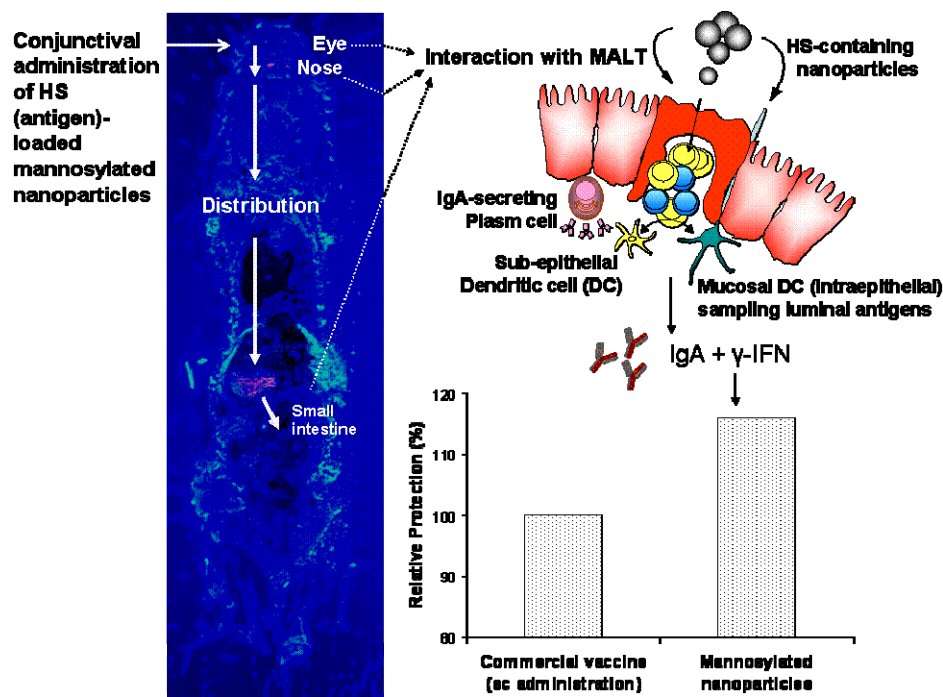 Conjunctival
administration
of HS
(antigen)-
loaded
mannosylated
nanoparticles
Eye
Nose
Distribution
Small
intestine
Interaction with MALT
HS-containing
nanoparticles
IgA-secreting
Plasm cell
Sub-epithelial
Dendritic cell (DC)
Mucosal DC (intraepithelial)
sampling luminal antigens
IgA + γ-IFN
Relative Protection (%)
120
110
100
90
80
Commercial vaccine
(sc administration)
Mannosylated
nanoparticles